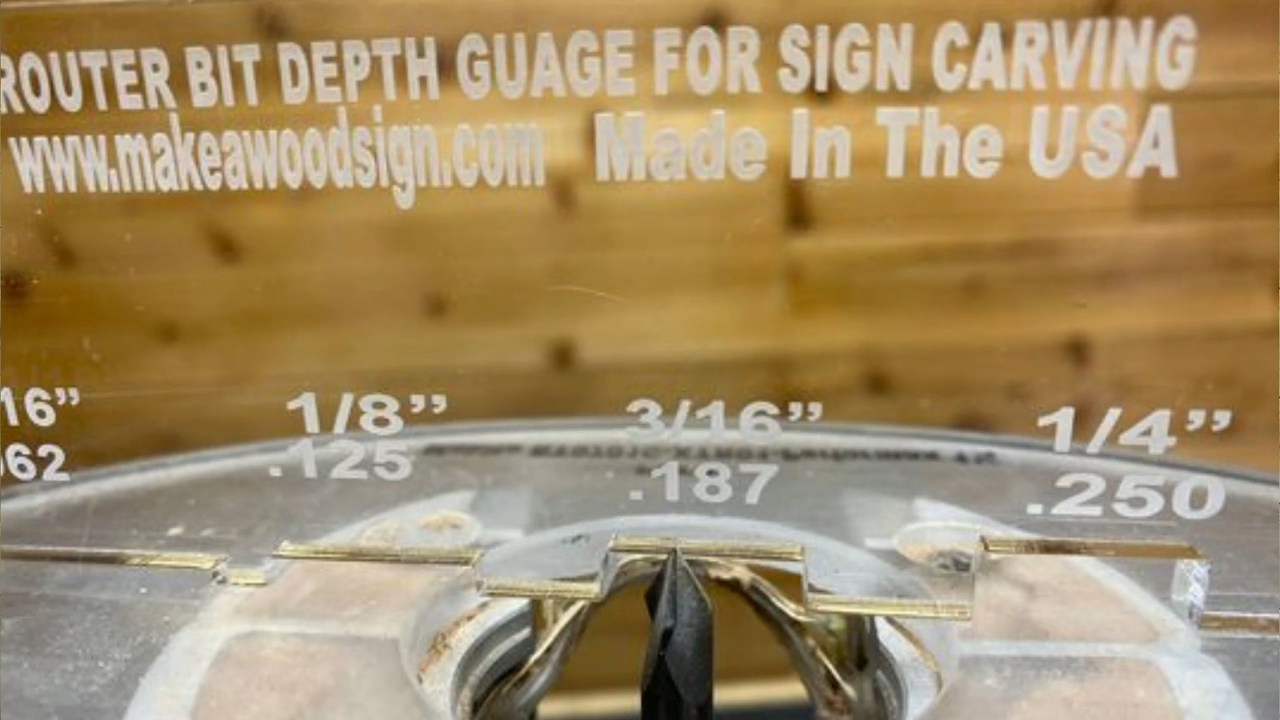 ROUTER BIT DEPTH GUAGE FOR SIGN CARVING
www.makeawoodsign.com Made In The USA
16” 1/8” 3/16” 1/4”
62 .125 .187 .250